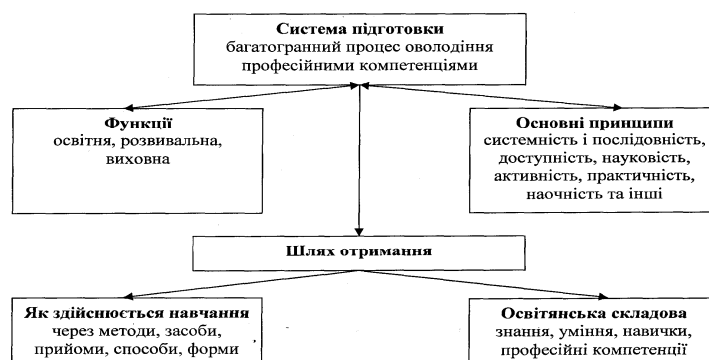 Система підготовки
багатогранний процес оволодіння
професійними компетенціями
Функції
освітня, розвивальна,
виховна
Основні принципи
системність і послідовність,
доступність, науковість,
активність, практичність,
наочність та інші
Шлях отримання
Як здійснюється навчання
через методи, засоби,
прийоми, способи, форми
Освітянська складова
знання, уміння, навички,
професійні компетенції